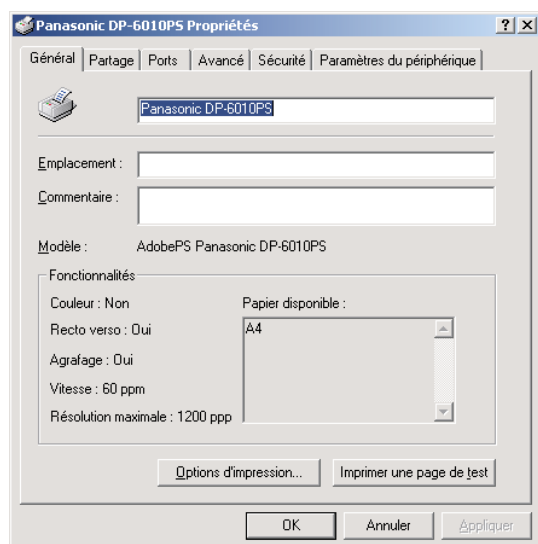 Panasonic DP-6010PS Propriétés
Général Partage Ports Avancé Sécurité Paramètres du périphérique
Panasonic DP-6010PS
Emplacement :
Commentaire :
Modèle : AdobePS Panasonic DP-6010PS
Fonctionnalités
Couleur : Non Papier disponible :
Recto verso : Oui A4
Agrafage : Oui
Vitesse : 60 ppm
Résolution maximale : 1200 ppp
Options d'impression... Imprimer une page de test
OK Annuler Appliquer